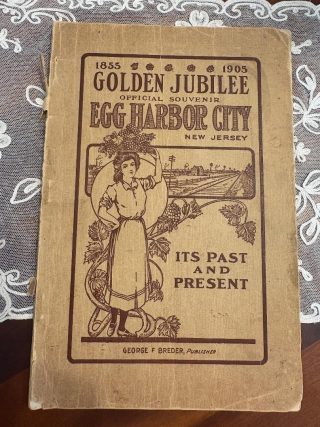 1855 1905
GOLDEN JUBILEE
OFFICIAL SOUVENIR
EGG HARBOR CITY
NEW JERSEY
ITS PAST
AND
PRESENT
GEORGE F BREDER, PUBLISHER